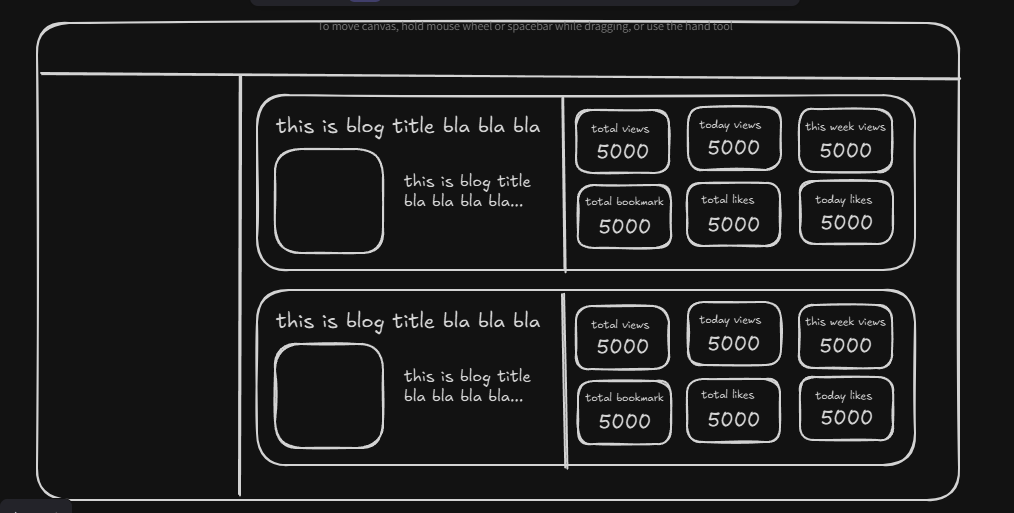 To move canvas, hold mouse wheel or spacebar while dragging, or use the hand tool
this is blog title bla bla bla
this is blog title
bla bla bla bla...
total views
5000
today views
5000
this week views
5000
total bookmark
5000
total likes
5000
today likes
5000
this is blog title bla bla bla
this is blog title
bla bla bla bla...
total views
5000
today views
5000
this week views
5000
total bookmark
5000
total likes
5000
today likes
5000